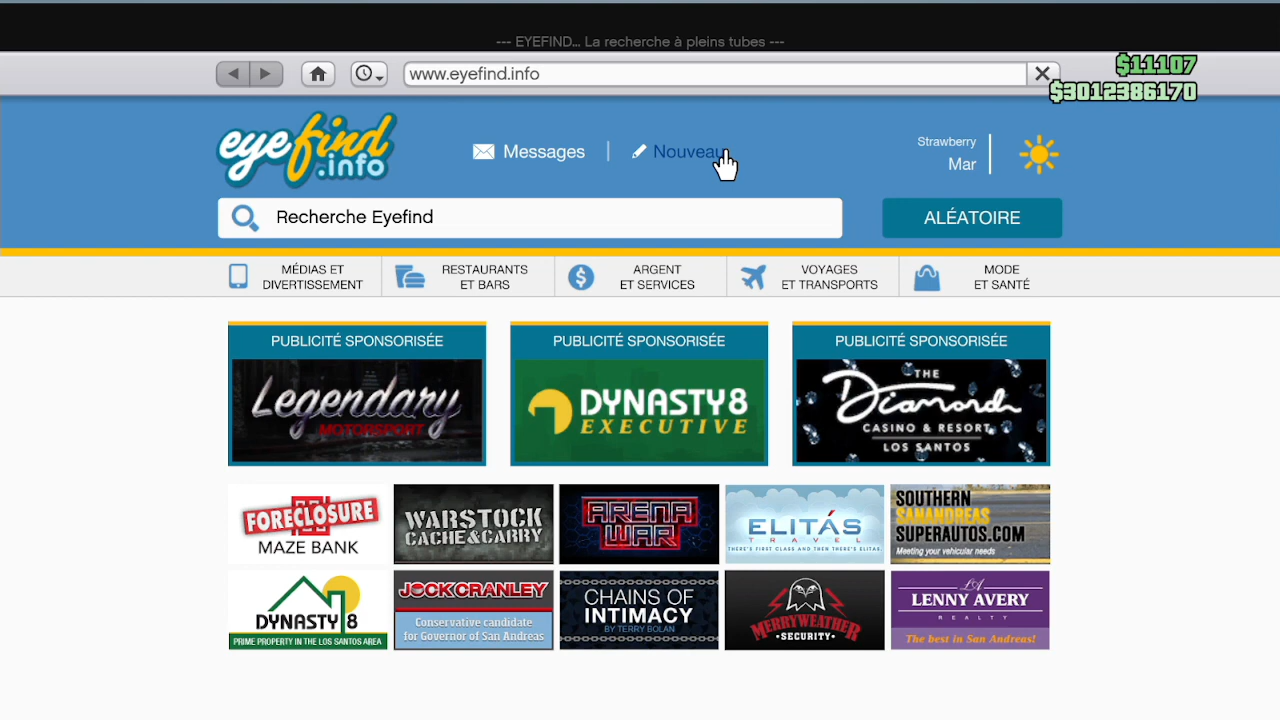 --- EYEFIND... La recherche à pleins tubes ---
www.eyefind.info
$11107
$3012386170
eyefind.info
Messages
Nouveau
Strawberry
Mar
Recherche Eyefind
ALÉATOIRE
MÉDIAS ET
DIVERTISSEMENT
RESTAURANTS
ET BARS
ARGENT
ET SERVICES
VOYAGES
ET TRANSPORTS
MODE
ET SANTÉ
PUBLICITÉ SPONSORISÉE
Legendary
MOTORSPORT
PUBLICITÉ SPONSORISÉE
DYNASTY8
EXECUTIVE
PUBLICITÉ SPONSORISÉE
THE
Diamond
CASINO & RESORT
LOS SANTOS
FORECLOSURE
MAZE BANK
WARSTOCK
CACHE&CARRY
ARENA
WAR
ELITÁS
TRAVEL
THERE'S FIRST CLASS AND THEN THERE'S ELITÁS
SOUTHERN
SANANDREAS
SUPERAUTOS.COM
Meeting your vehicular needs
DYNASTY 8
PRIME PROPERTY IN THE LOS SANTOS AREA
JOCK CRANLEY
Conservative candidate
for Governor of San Andreas
CHAINS OF
INTIMACY
BY TERRY BOLAN
MERRYWEATHER
•SECURITY•
LA
LENNY AVERY
REALTY
The best in San Andreas!